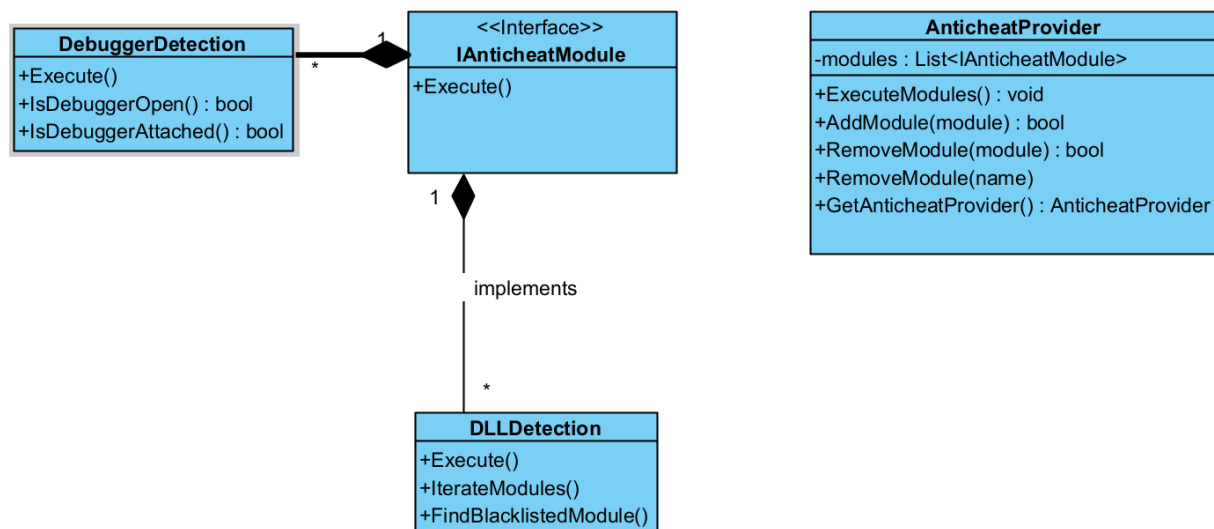 DebuggerDetection
+Execute()
+IsDebuggerOpen() : bool
+IsDebuggerAttached() : bool
*
1
<<Interface>>
IAnticheatModule
+Execute()
AnticheatProvider
-modules : List<IAnticheatModule>
+ExecuteModules() : void
+AddModule(module) : bool
+RemoveModule(module) : bool
+RemoveModule(name)
+GetAnticheatProvider() : AnticheatProvider
1
implements
*
DLLDetection
+Execute()
+IterateModules()
+FindBlacklistedModule()